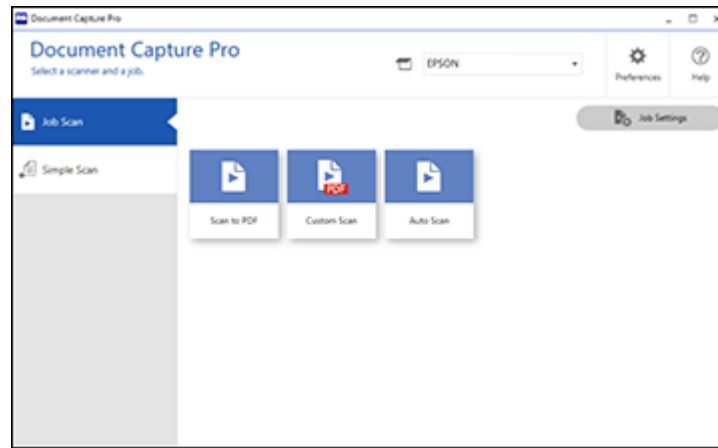 Document Capture Pro
Document Capture Pro
Select a scanner and a job.
EPSON
Preferences
Help
Job Scan
Job Settings
Simple Scan
PDF
Scan to PDF
Custom Scan
Auto Scan